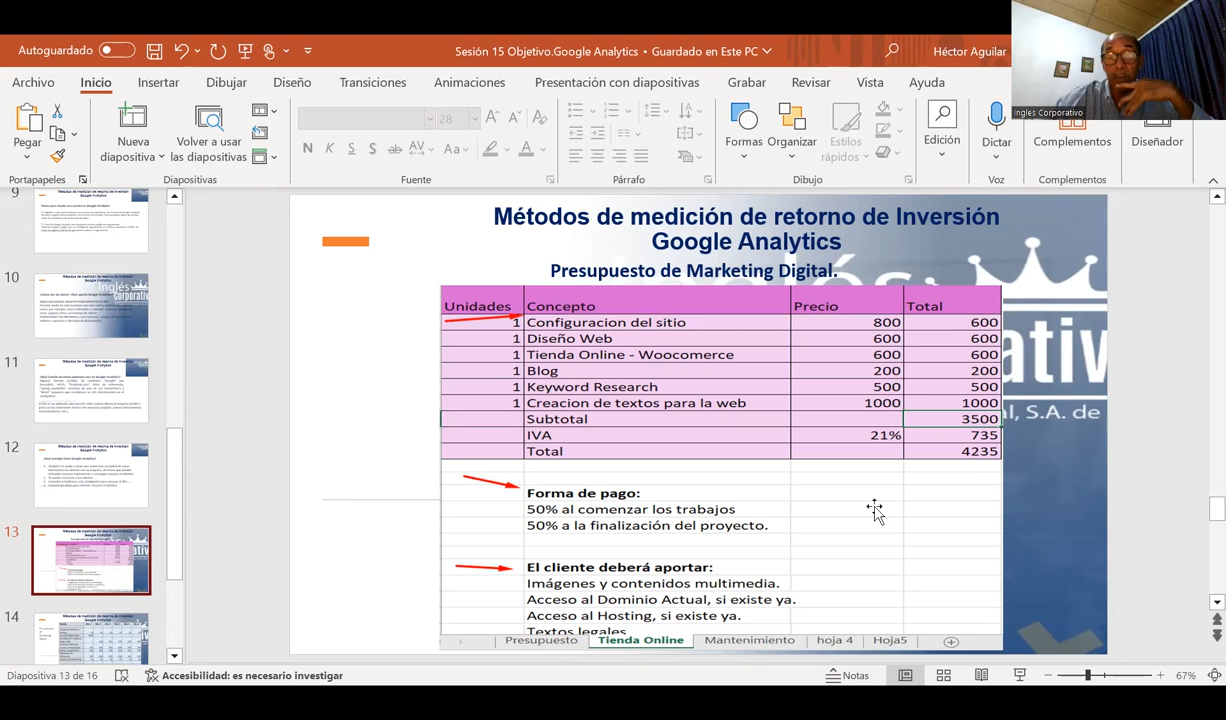 Autoguardado
Sesión 15 Objetivo.Google Analytics • Guardado en Este PC
Héctor Aguilar
Archivo Inicio Insertar Dibujar Diseño Transiciones Animaciones Presentación con diapositivas Grabar Revisar Vista Ayuda
Ingles Corporativo
Pegar
Nueva diapositiva
Volver a usar las diapositivas
28
N K S S ab AV Aa A
Formas Organizar Estilos rápidos
Edición
Dictar
Complementos
Diseñador
Portapapeles Diapositivas Fuente Párrafo Dibujo Voz Complementos
9
10
11
12
13
14
Métodos de medición de retorno de Inversión
Google Analytics
Presupuesto de Marketing Digital.
Unidades Concepto Precio Total
1 Configuracion del sitio 800 600
1 Diseño Web 600 600
1 Tienda Online - Woocomerce 600 600
1 Blog 200 200
1 Keyword Research 500 500
1 Creacion de textos para la web 1000 1000
Subtotal 3500
IVA 21% 735
Total 4235
Forma de pago:
50% al comenzar los trabajos
50% a la finalización del proyecto.
El cliente deberá aportar:
Imágenes y contenidos multimedia.
Acceso al Dominio Actual, si existe ya.
Acceso al Hosting, si existe ya.
Textos legales
Presupuesto Tienda Online Mantenimiento hoja 4 Hoja5
Diapositiva 13 de 16
Accesibilidad: es necesario investigar
Notas
67%